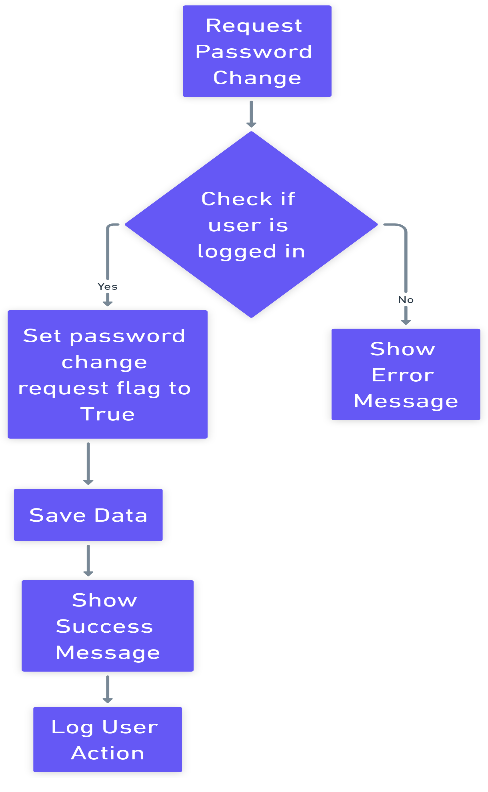 Request
Password
Change
Check if
user is
logged in
Yes
No
Set password
change
request flag to
True
Show
Error
Message
Save Data
Show
Success
Message
Log User
Action